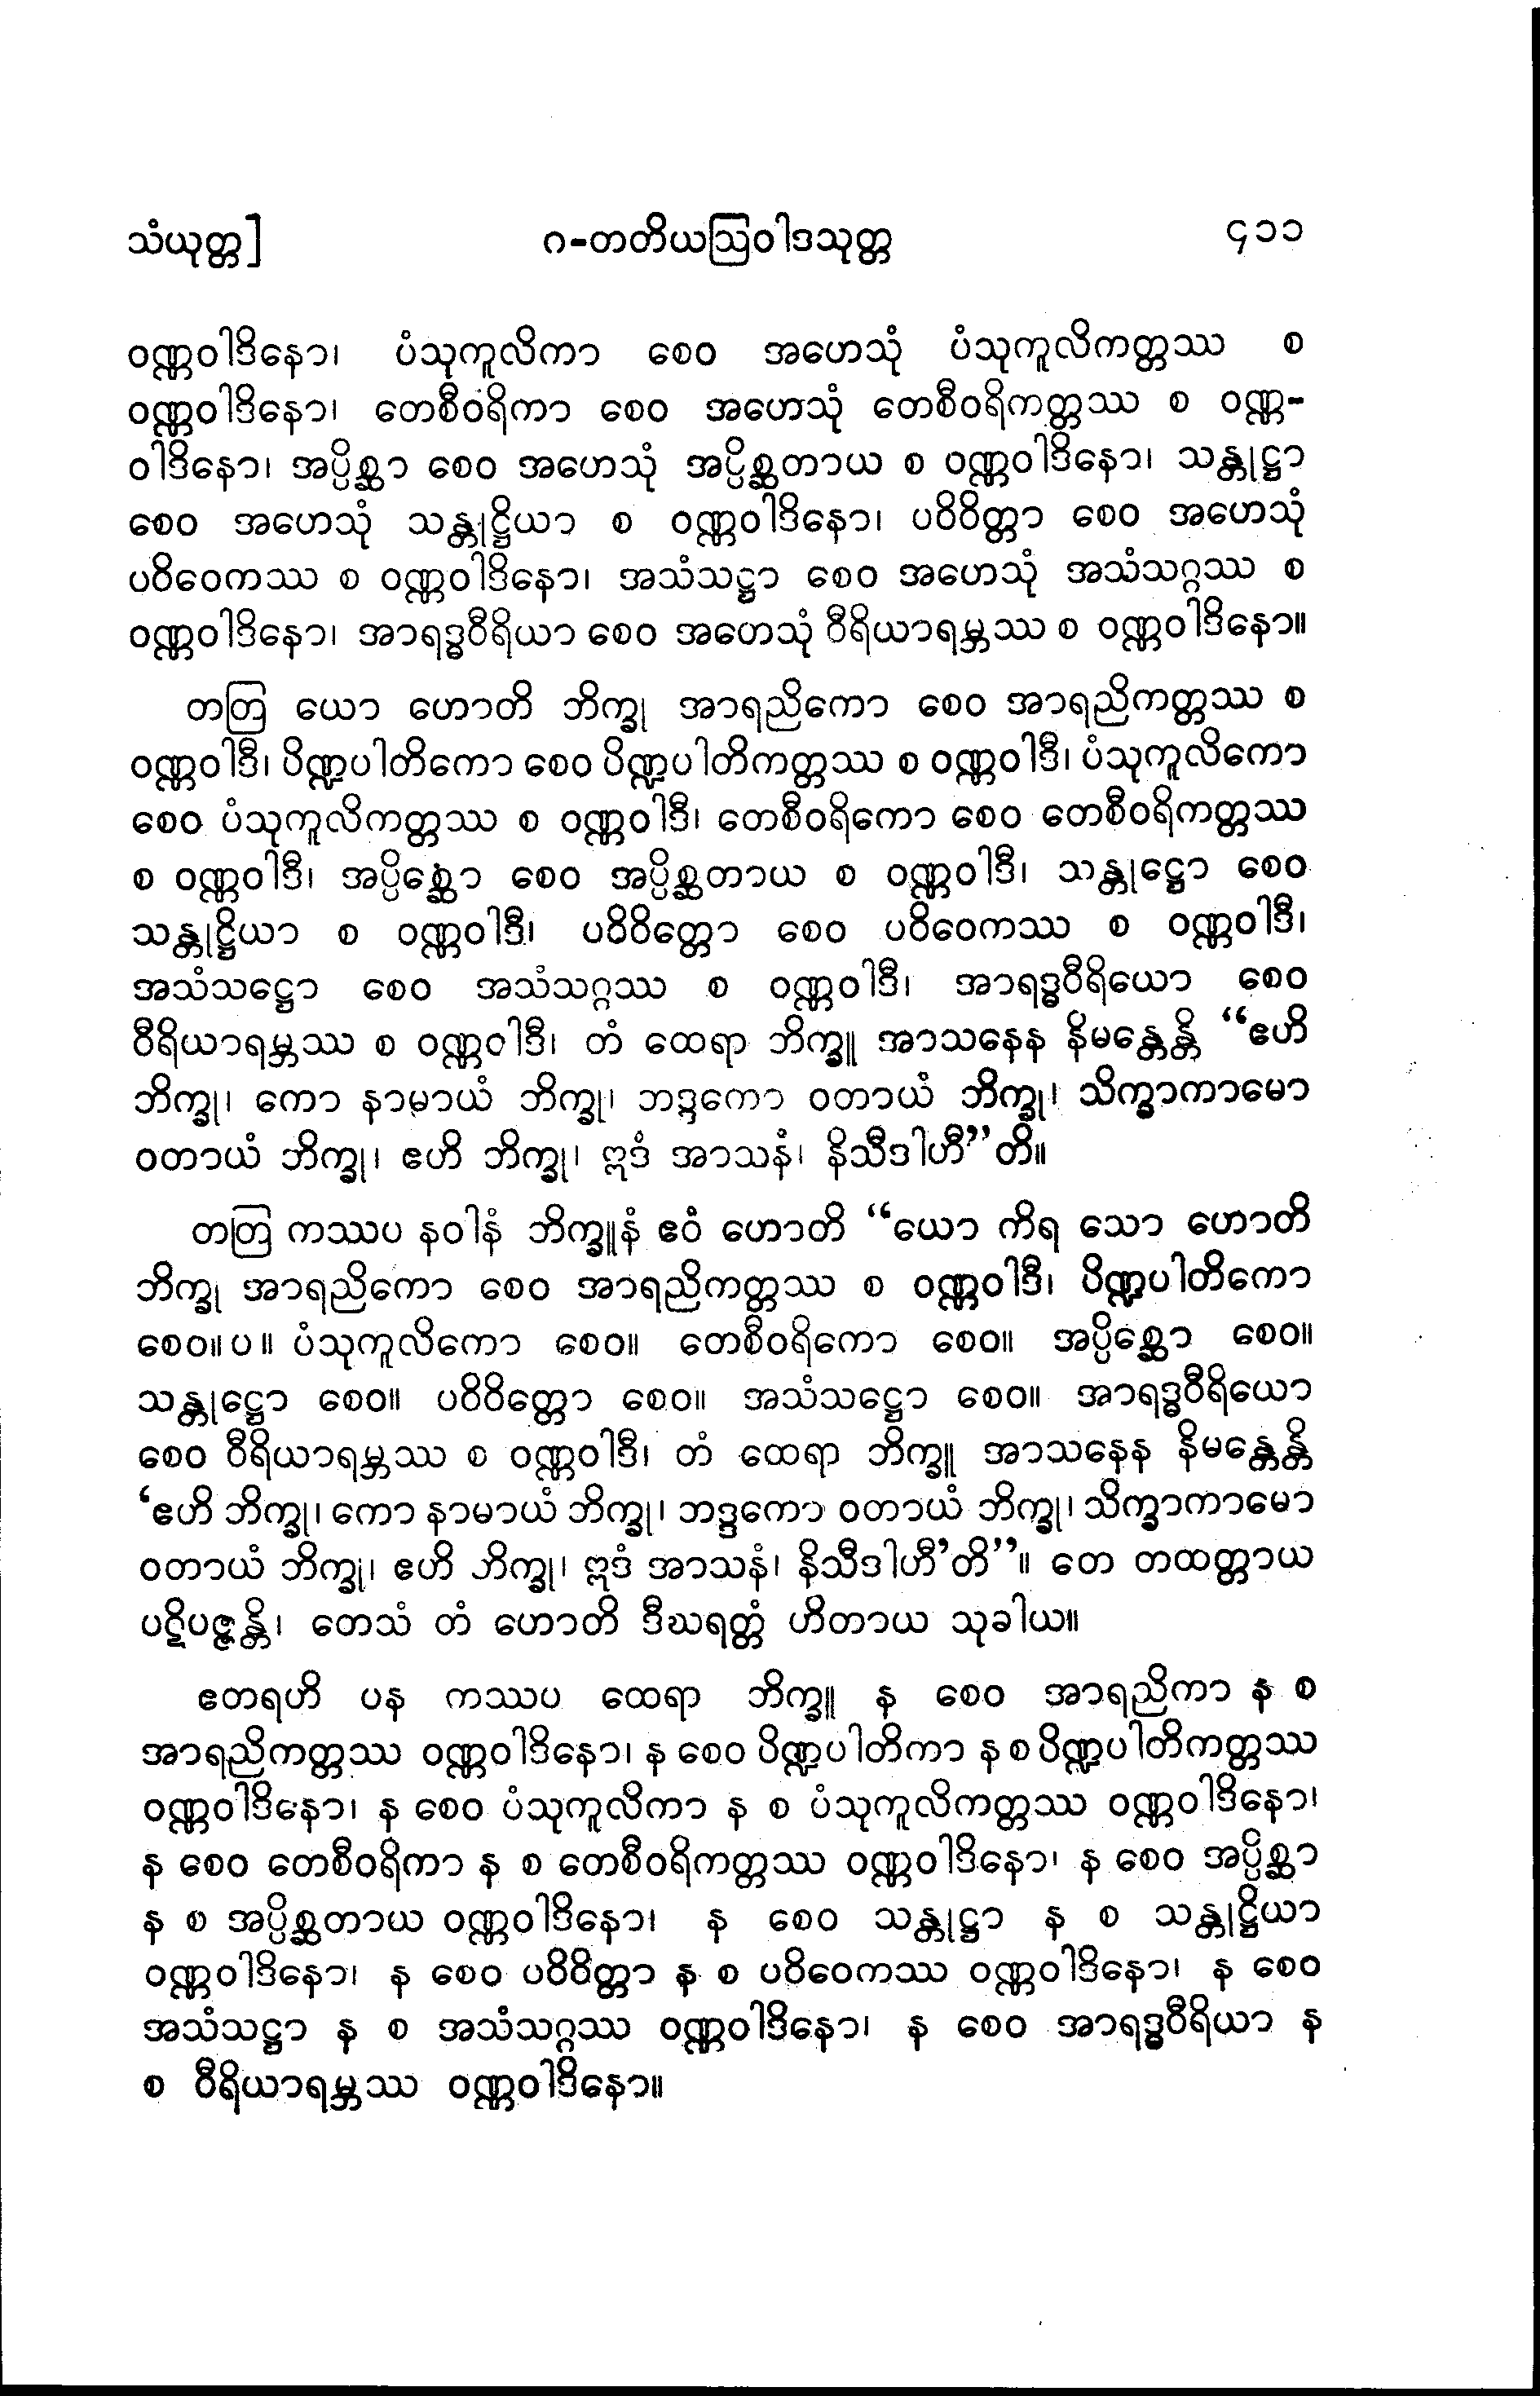 သံယုတ္တ]	ဂ-တတိယဩဝါဒသုတ္တ	၄၁၁
ဝဏ္ဏဝါဒိနော၊ ပံသုကူလိကာ စေဝ အဟေသုံ ပံသုကူလိကတ္တဿ စ
ဝဏ္ဏဝါဒိနော၊ တေစီဝရိကာ စေဝ အဟေသုံ တေစီဝရိကတ္တဿ စ ဝဏ္ဏ-
ဝါဒိနော၊ အပ္ပိစ္ဆာ စေဝ အဟေသုံ အပ္ပိစ္ဆတာယ စ ဝဏ္ဏဝါဒိနော၊ သန္တုဋ္ဌာ
စေဝ အဟေသုံ သန္တုဋ္ဌိယာ စ ဝဏ္ဏဝါဒိနော၊ ပဝိဝိတ္တာ စေဝ အဟေသုံ
ပဝိဝေကဿ စ ဝဏ္ဏဝါဒိနော၊ အသံသဋ္ဌာ စေဝ အဟေသုံ အသံသဂ္ဂဿ စ
ဝဏ္ဏဝါဒိနော၊ အာရဒ္ဓဝီရိယာ စေဝ အဟေသုံ ဝီရိယာရမ္ဘဿ စ ဝဏ္ဏဝါဒိနော။
တတြ ယော ဟောတိ ဘိက္ခု အာရညိကော စေဝ အာရညိကတ္တဿ စ
ဝဏ္ဏဝါဒီ၊ ပိဏ္ဍပါတိကော စေဝ ပိဏ္ဍပါတိကတ္တဿ စ ဝဏ္ဏဝါဒီ၊ ပံသုကူလိကော
စေဝ ပံသုကူလိကတ္တဿ စ ဝဏ္ဏဝါဒီ၊ တေစီဝရိကော စေဝ တေစီဝရိကတ္တဿ
စ ဝဏ္ဏဝါဒီ၊ အပ္ပိစ္ဆော စေဝ အပ္ပိစ္ဆတာယ စ ဝဏ္ဏဝါဒီ၊ သန္တုဋ္ဌော စေဝ
သန္တုဋ္ဌိယာ စ ဝဏ္ဏဝါဒီ၊ ပဝိဝိတ္တော စေဝ ပဝိဝေကဿ စ ဝဏ္ဏဝါဒီ၊
အသံသဋ္ဌော စေဝ အသံသဂ္ဂဿ စ ဝဏ္ဏဝါဒီ၊ အာရဒ္ဓဝီရိယော စေဝ
ဝီရိယာရမ္ဘဿ စ ဝဏ္ဏဝါဒီ၊ တံ ထေရာ ဘိက္ခူ အာသနေန နိမန္တေန္တိ “ဧဟိ
ဘိက္ခု၊ ကော နာမာယံ ဘိက္ခု၊ ဘဒ္ဒကော ဝတာယံ ဘိက္ခု၊ သိက္ခာကာမော
ဝတာယံ ဘိက္ခု၊ ဧဟိ ဘိက္ခု၊ ဣဒံ အာသနံ၊ နိသီဒါဟီ”တိ။
တတြ ကဿပ နဝါနံ ဘိက္ခူနံ ဧဝံ ဟောတိ “ယော ကိရ သော ဟောတိ
ဘိက္ခု အာရညိကော စေဝ အာရညိကတ္တဿ စ ဝဏ္ဏဝါဒီ၊ ပိဏ္ဍပါတိကော
စေဝ။ပ။ ပံသုကူလိကော စေဝ။ တေစီဝရိကော စေဝ။ အပ္ပိစ္ဆော စေဝ။
သန္တုဋ္ဌော စေဝ။ ပဝိဝိတ္တော စေဝ။ အသံသဋ္ဌော စေဝ။ အာရဒ္ဓဝီရိယော
စေဝ ဝီရိယာရမ္ဘဿ စ ဝဏ္ဏဝါဒီ၊ တံ ထေရာ ဘိက္ခူ အာသနေန နိမန္တေန္တိ
‘ဧဟိ ဘိက္ခု၊ ကော နာမာယံ ဘိက္ခု၊ ဘဒ္ဒကော ဝတာယံ ဘိက္ခု၊ သိက္ခာကာမော
ဝတာယံ ဘိက္ခု၊ ဧဟိ ဘိက္ခု၊ ဣဒံ အာသနံ၊ နိသီဒါဟီ’တိ”။ တေ တထတ္တာယ
ပဋိပဇ္ဇန္တိ၊ တေသံ တံ ဟောတိ ဒီဃရတ္တံ ဟိတာယ သုခါယ။
ဧတရဟိ ပန ကဿပ ထေရာ ဘိက္ခူ န စေဝ အာရညိကာ န စ
အာရညိကတ္တဿ ဝဏ္ဏဝါဒိနော၊ န စေဝ ပိဏ္ဍပါတိကာ န စ ပိဏ္ဍပါတိကတ္တဿ
ဝဏ္ဏဝါဒိနော၊ န စေဝ ပံသုကူလိကာ န စ ပံသုကူလိကတ္တဿ ဝဏ္ဏဝါဒိနော၊
န စေဝ တေစီဝရိကာ န စ တေစီဝရိကတ္တဿ ဝဏ္ဏဝါဒိနော၊ န စေဝ အပ္ပိစ္ဆာ
န စ အပ္ပိစ္ဆတာယ ဝဏ္ဏဝါဒိနော၊ န စေဝ သန္တုဋ္ဌာ န စ သန္တုဋ္ဌိယာ
ဝဏ္ဏဝါဒိနော၊ န စေဝ ပဝိဝိတ္တာ န စ ပဝိဝေကဿ ဝဏ္ဏဝါဒိနော၊ န စေဝ
အသံသဋ္ဌာ န စ အသံသဂ္ဂဿ ဝဏ္ဏဝါဒိနော၊ န စေဝ အာရဒ္ဓဝီရိယာ န
စ ဝီရိယာရမ္ဘဿ ဝဏ္ဏဝါဒိနော။